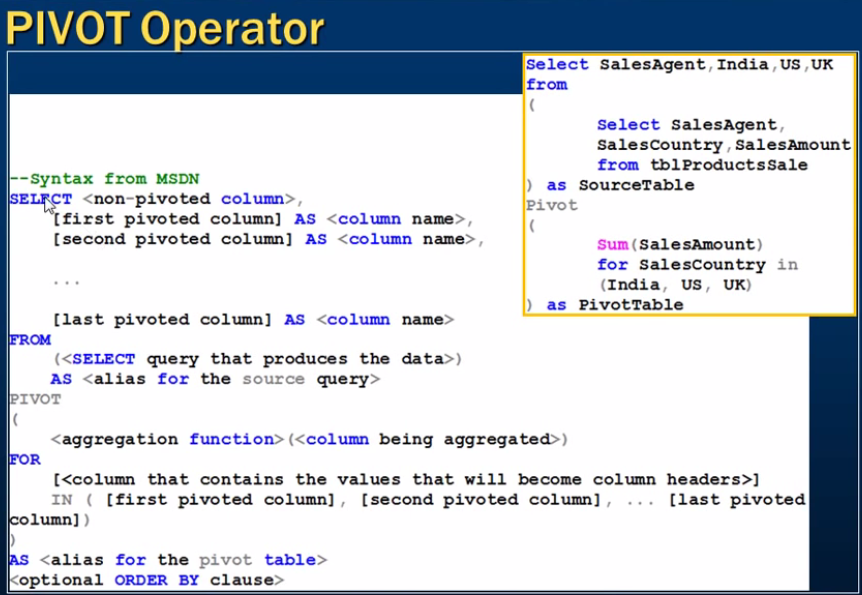 PIVOT Operator
--Syntax from MSDN
SELECT <non-pivoted column>,
[first pivoted column] AS <column name>,
[second pivoted column] AS <column name>,
...
[last pivoted column] AS <column name>
FROM
(<SELECT query that produces the data>)
AS <alias for the source query>
PIVOT
(
<aggregation function>(<column being aggregated>)
FOR
[<column that contains the values that will become column headers>]
IN ( [first pivoted column], [second pivoted column], ... [last pivoted
column])
)
AS <alias for the pivot table>
<optional ORDER BY clause>
Select SalesAgent,India,US,UK
from
(
Select SalesAgent,
SalesCountry,SalesAmount
from tblProductsSale
) as SourceTable
Pivot
(
Sum(SalesAmount)
for SalesCountry in
(India, US, UK)
) as PivotTable